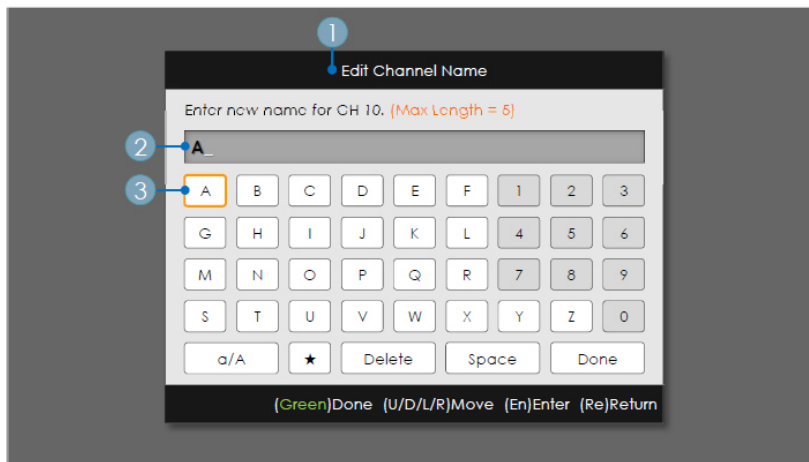 1
Edit Channel Name
Enter new name for CH 10. (Max Length = 5)
2 A_
3 A B C D E F 1 2 3
G H I J K L 4 5 6
M N O P Q R 7 8 9
S T U V W X Y Z 0
a/A ★ Delete Space Done
(Green)Done (U/D/L/R)Move (En)Enter (Re)Return